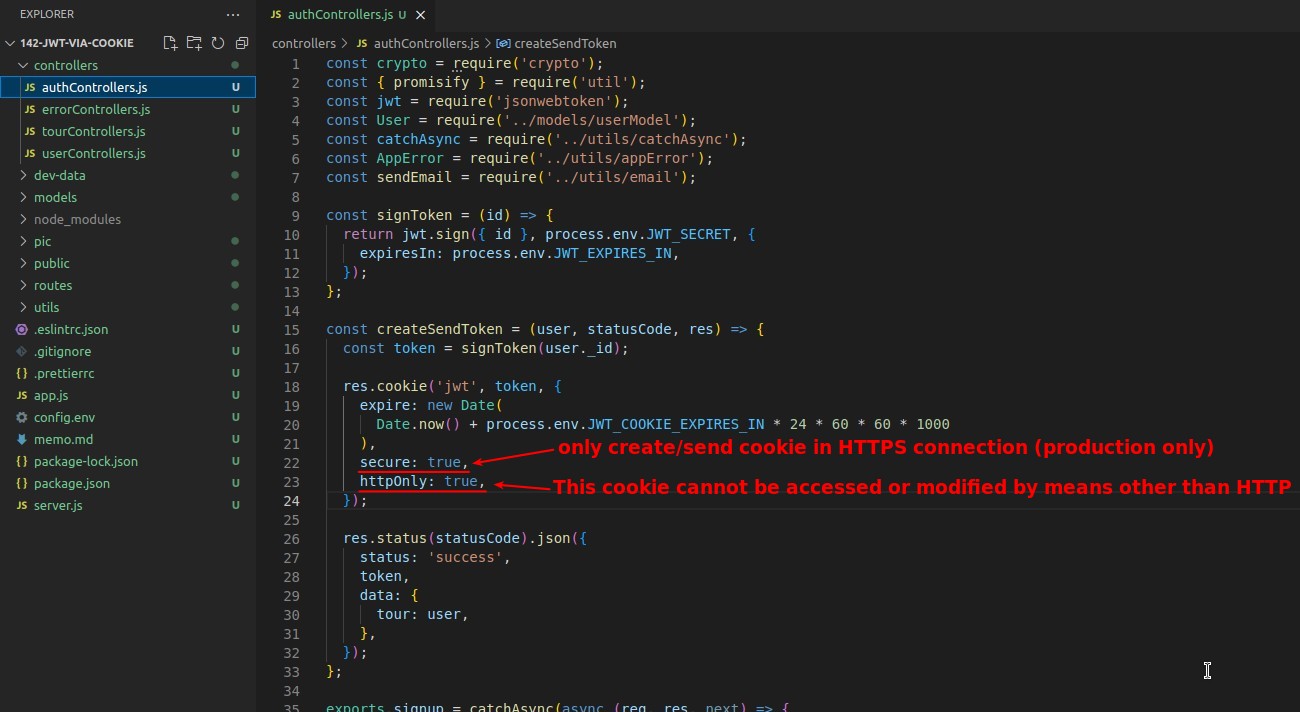 EXPLORER ...
142-JWT-VIA-COOKIE
controllers
JS authControllers.js U
JS errorControllers.js U
JS tourControllers.js U
JS userControllers.js U
dev-data
models
node_modules
pic
public
routes
utils
.eslintrc.json U
.gitignore U
{} .prettierrc U
JS app.js U
config.env U
memo.md U
{} package-lock.json U
{} package.json U
JS server.js U
JS authControllers.js U
controllers > JS authControllers.js > createSendToken
1 const crypto = require('crypto');
2 const { promisify } = require('util');
3 const jwt = require('jsonwebtoken');
4 const User = require('../models/userModel');
5 const catchAsync = require('../utils/catchAsync');
6 const AppError = require('../utils/appError');
7 const sendEmail = require('../utils/email');
8
9 const signToken = (id) => {
10 return jwt.sign({ id }, process.env.JWT_SECRET, {
11 expiresIn: process.env.JWT_EXPIRES_IN,
12 });
13 };
14
15 const createSendToken = (user, statusCode, res) => {
16 const token = signToken(user._id);
17
18 res.cookie('jwt', token, {
19 expire: new Date(
20 Date.now() + process.env.JWT_COOKIE_EXPIRES_IN * 24 * 60 * 60 * 1000
21 ),
only create/send cookie in HTTPS connection (production only)
22 secure: true,
23 httpOnly: true,
This cookie cannot be accessed or modified by means other than HTTP
24 });
25
26 res.status(statusCode).json({
27 status: 'success',
28 token,
29 data: {
30 tour: user,
31 },
32 });
33 };
34
35 exports.signup = catchAsync(async (req, res, next) => {